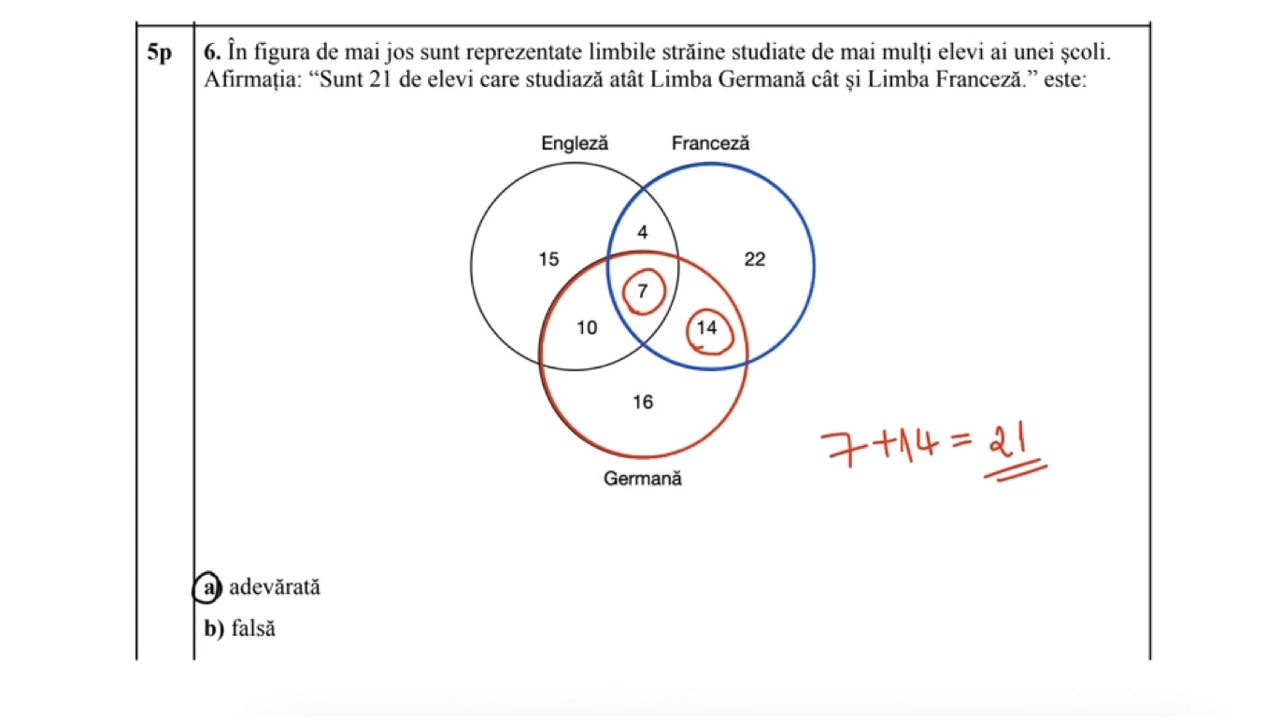 5p
6. În figura de mai jos sunt reprezentate limbile străine studiate de mai mulți elevi ai unei școli.
Afirmația: “Sunt 21 de elevi care studiază atât Limba Germană cât și Limba Franceză.” este:
Engleză Franceză
4
15 22
7
10 14
16
7+14 = 21
Germană
a) adevărată
b) falsă